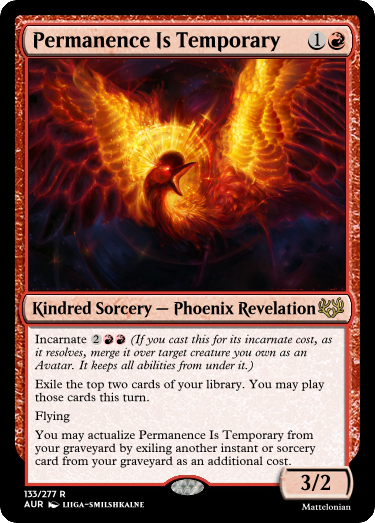 Permanence Is Temporary 1
Kindred Sorcery — Phoenix Revelation
Incarnate 2 (If you cast this for its incarnate cost, as
it resolves, merge it over target creature you own as an
Avatar. It keeps all abilities from under it.)
Exile the top two cards of your library. You may play
those cards this turn.
Flying
You may actualize Permanence Is Temporary from
your graveyard by exiling another instant or sorcery
card from your graveyard as an additional cost.
3/2
133/277 R
AUR LIIGA-SMILSHKALNE
Mattelonian